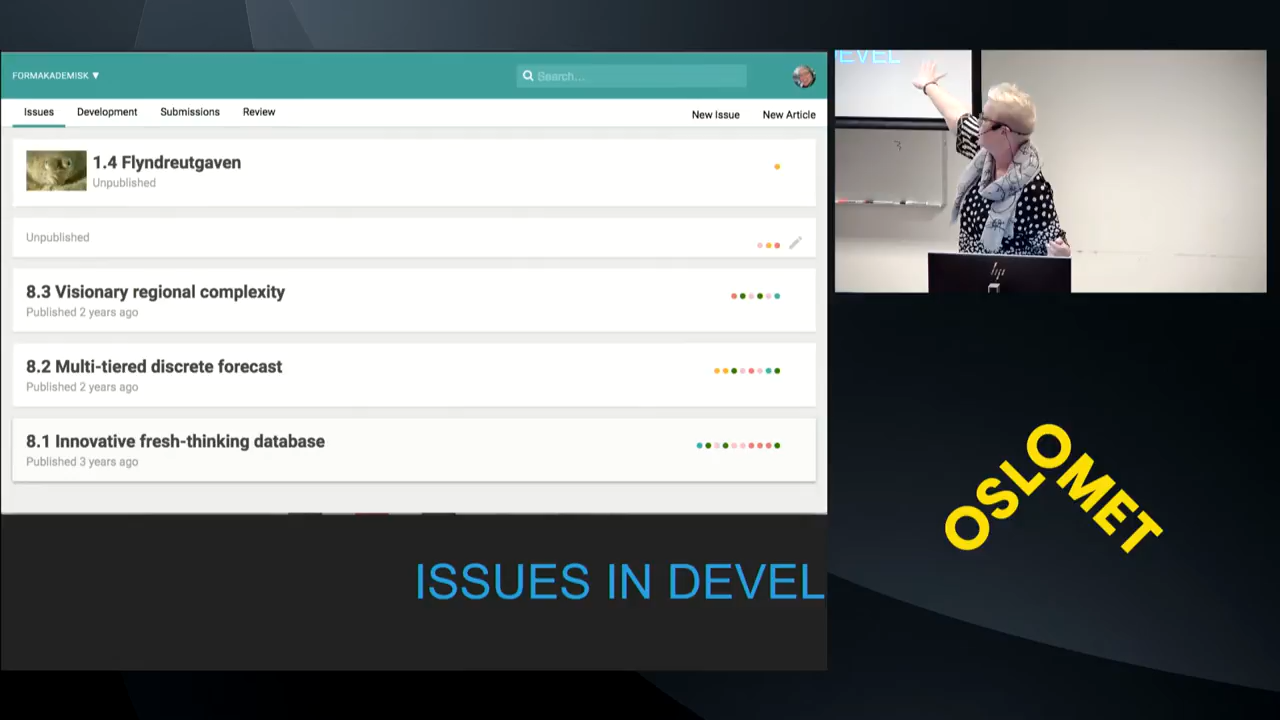 FORMAKADEMISK ▼
Search...
Issues
Development
Submissions
Review
New Issue
New Article
1.4 Flyndreutgaven
Unpublished
Unpublished
8.3 Visionary regional complexity
Published 2 years ago
8.2 Multi-tiered discrete forecast
Published 2 years ago
8.1 Innovative fresh-thinking database
Published 3 years ago
ISSUES IN DEVEL
EVEL
hp
OSLOMET